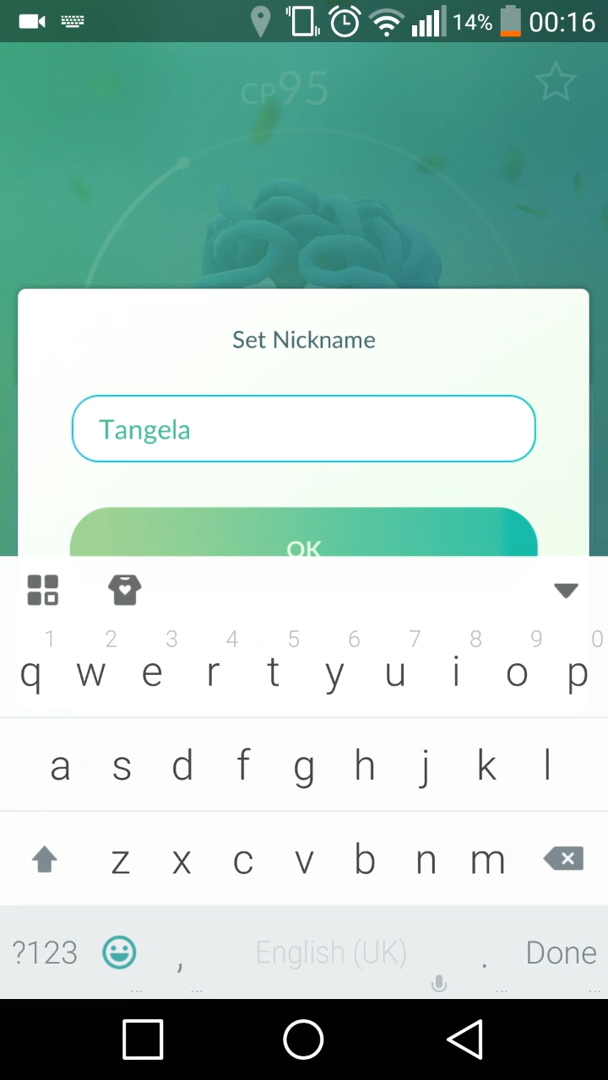 14% 00:16
CP95
Set Nickname
Tangela
OK
1 2 3 4 5 6 7 8 9 0
q w e r t y u i o p
a s d f g h j k l
z x c v b n m
?123 , English (UK) . Done